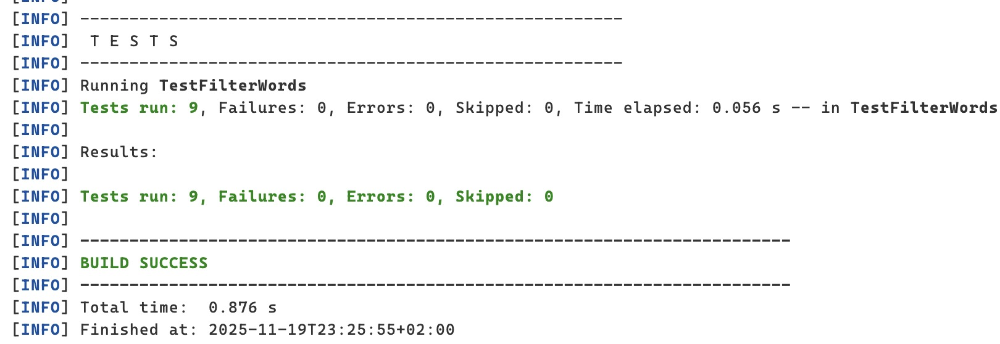 [INFO]
[INFO] -------------------------------------------------------
[INFO]  T E S T S
[INFO] -------------------------------------------------------
[INFO] Running TestFilterWords
[INFO] Tests run: 9, Failures: 0, Errors: 0, Skipped: 0, Time elapsed: 0.056 s -- in TestFilterWords
[INFO]
[INFO] Results:
[INFO]
[INFO] Tests run: 9, Failures: 0, Errors: 0, Skipped: 0
[INFO]
[INFO] ------------------------------------------------------------------------
[INFO] BUILD SUCCESS
[INFO] ------------------------------------------------------------------------
[INFO] Total time:  0.876 s
[INFO] Finished at: 2025-11-19T23:25:55+02:00